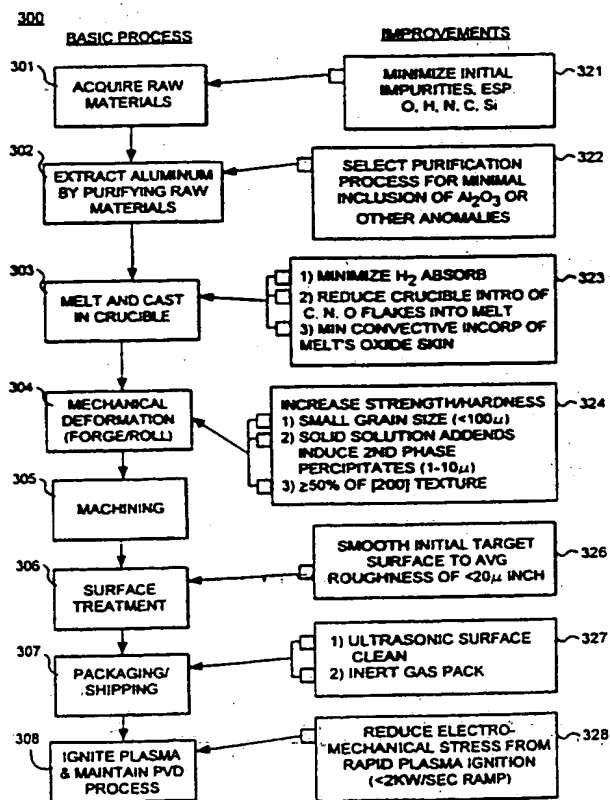 300
BASIC PROCESS
IMPROVEMENTS
301
ACQUIRE RAW
MATERIALS
MINIMIZE INITIAL
IMPURITIES, ESP
O, H, N, C, Si
321
302
EXTRACT ALUMINUM
BY PURIFYING RAW
MATERIALS
SELECT PURIFICATION
PROCESS FOR MINIMAL
INCLUSION OF Al2O3 OR
OTHER ANOMALIES
322
303
MELT AND CAST
IN CRUCIBLE
1) MINIMIZE H2 ABSORB
2) REDUCE CRUCIBLE INTRO OF
C, N, O FLAKES INTO MELT
3) MIN CONVECTIVE INCORP OF
MELT'S OXIDE SKIN
323
304
MECHANICAL
DEFORMATION
(FORGE/ROLL)
INCREASE STRENGTH/HARDNESS
1) SMALL GRAIN SIZE (<100μ)
2) SOLID SOLUTION ADDENDS
INDUCE 2ND PHASE
PERCIPITATES (1-10μ)
3) ≥50% OF [200] TEXTURE
324
305
MACHINING
306
SURFACE
TREATMENT
SMOOTH INITIAL TARGET
SURFACE TO AVG
ROUGHNESS OF <20μ INCH
326
307
PACKAGING/
SHIPPING
1) ULTRASONIC SURFACE
CLEAN
2) INERT GAS PACK
327
308
IGNITE PLASMA
& MAINTAIN PVD
PROCESS
REDUCE ELECTRO-
MECHANICAL STRESS FROM
RAPID PLASMA IGNITION
(<2KW/SEC RAMP)
328